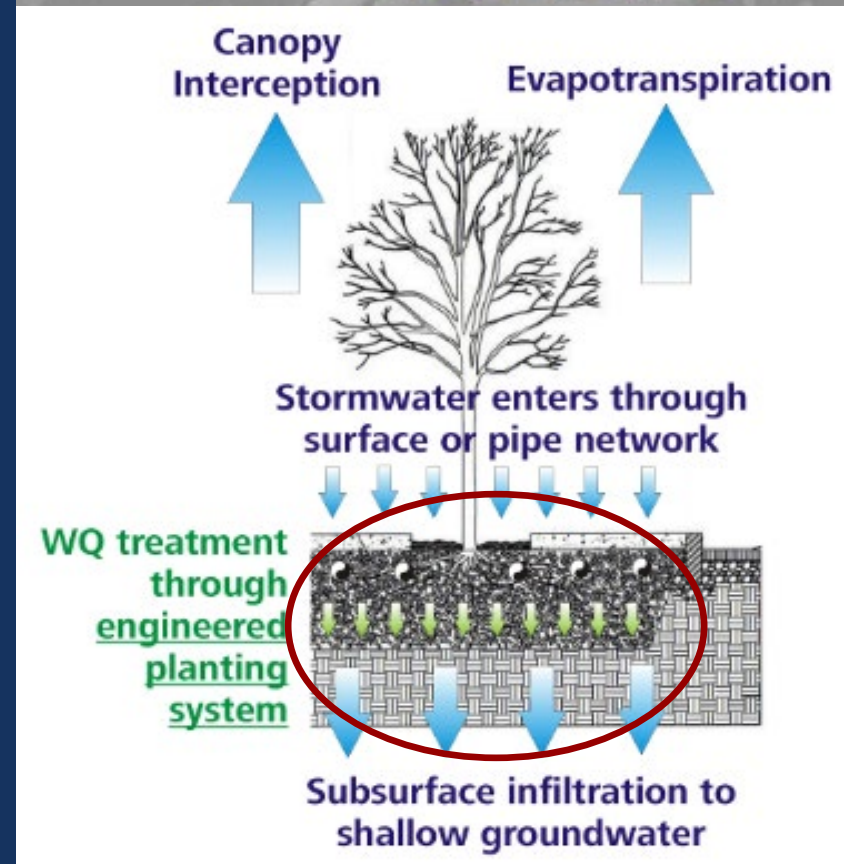 Canopy
Interception
Evapotranspiration
Stormwater enters through
surface or pipe network
WQ treatment
through
engineered
planting
system
Subsurface infiltration to
shallow groundwater